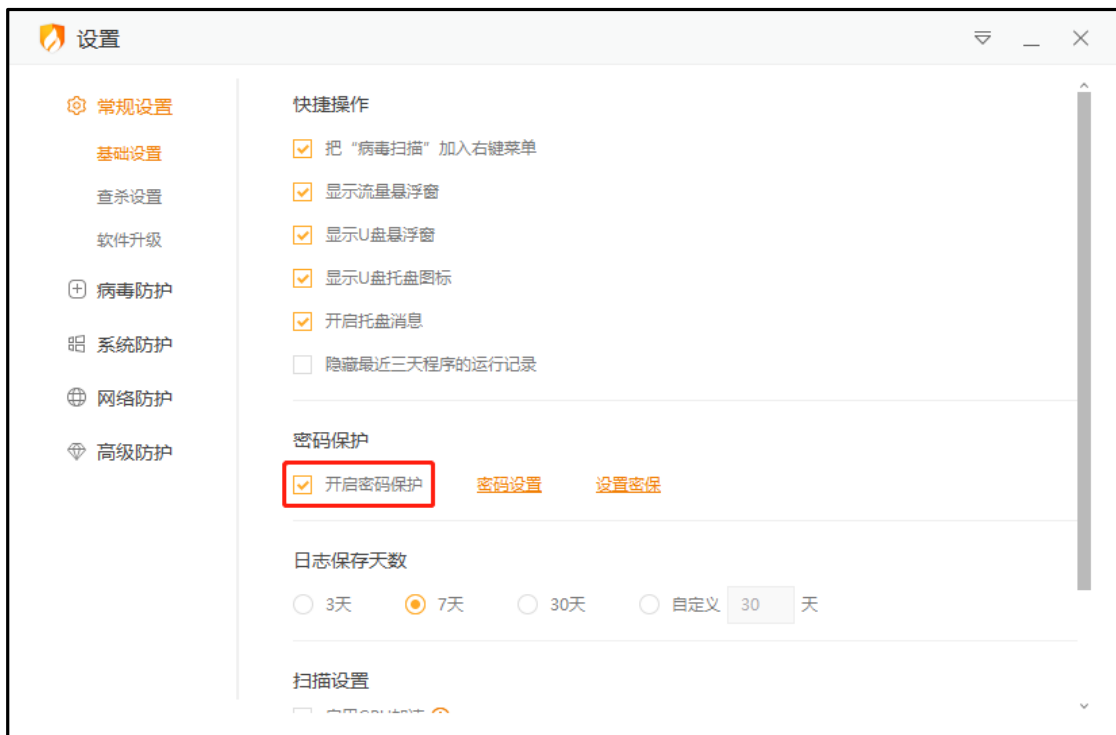 设置
常规设置
基础设置
查杀设置
软件升级
病毒防护
系统防护
网络防护
高级防护
快捷操作
把“病毒扫描”加入右键菜单
显示流量悬浮窗
显示U盘悬浮窗
显示U盘托盘图标
开启托盘消息
隐藏最近三天程序的运行记录
密码保护
开启密码保护 密码设置 设置密保
日志保存天数
3天 7天 30天 自定义 30 天
扫描设置